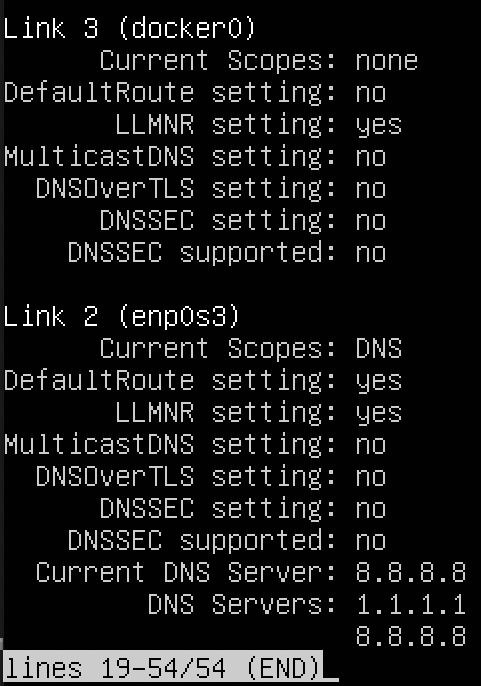 Link 3 (docker0)
Current Scopes: none
DefaultRoute setting: no
LLMNR setting: yes
MulticastDNS setting: no
DNSOverTLS setting: no
DNSSEC setting: no
DNSSEC supported: no
Link 2 (enp0s3)
Current Scopes: DNS
DefaultRoute setting: yes
LLMNR setting: yes
MulticastDNS setting: no
DNSOverTLS setting: no
DNSSEC setting: no
DNSSEC supported: no
Current DNS Server: 8.8.8.8
DNS Servers: 1.1.1.1
8.8.8.8
lines 19-54/54 (END)